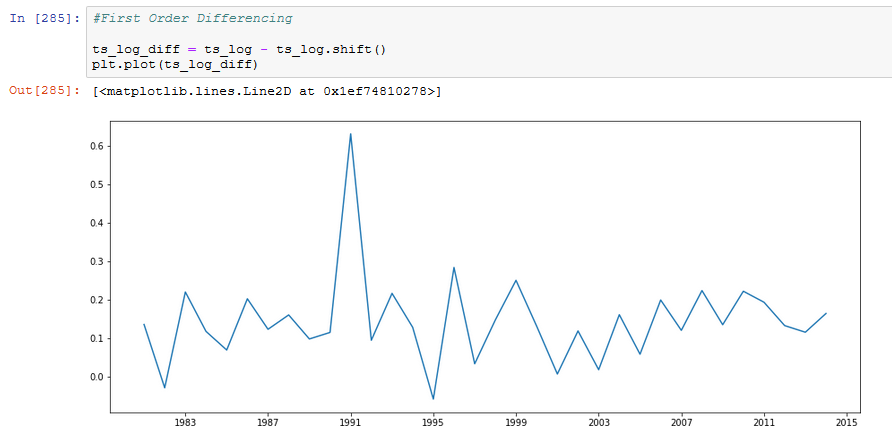 In [285]: #First Order Differencing
ts_log_diff = ts_log - ts_log.shift()
plt.plot(ts_log_diff)
Out[285]: [<matplotlib.lines.Line2D at 0x1ef74810278>]
0.6
0.5
0.4
0.3
0.2
0.1
0.0
1983 1987 1991 1995 1999 2003 2007 2011 2015